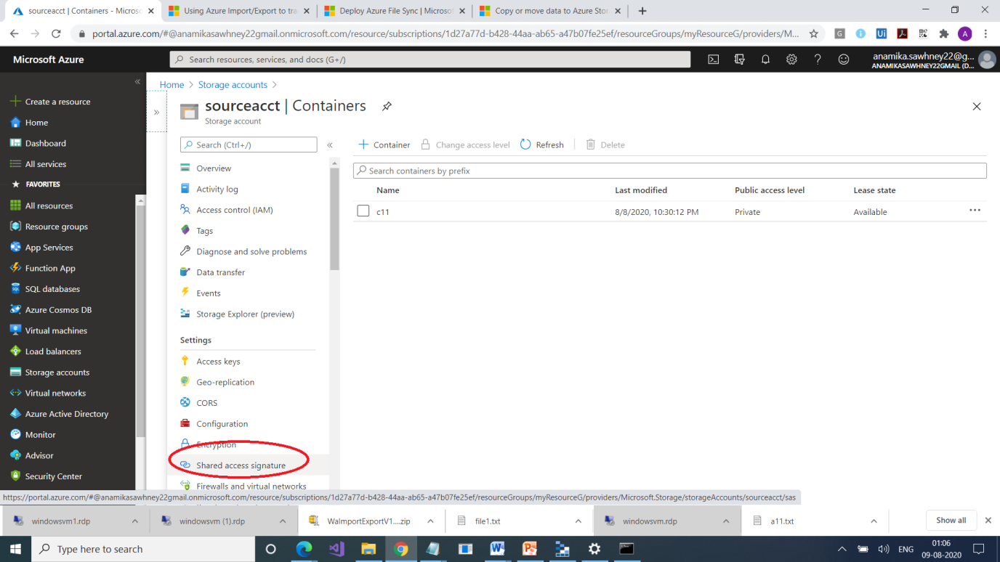 sourceacct | Containers - Micros
Using Azure Import/Export to tra
Deploy Azure File Sync | Microsof
Copy or move data to Azure Stor
portal.azure.com/#@anamikasawhney22gmail.onmicrosoft.com/resource/subscriptions/1d27a77d-b428-44aa-ab65-a47b07fe25ef/resourceGroups/myResourceG/providers/M...
G
Ui
A
Microsoft Azure
Search resources, services, and docs (G+/)
anamika.sawhney22@g...
ANAMIKASAWHNEY22GMAIL (D...
Create a resource
Home
Dashboard
All services
FAVORITES
All resources
Resource groups
App Services
Function App
SQL databases
Azure Cosmos DB
Virtual machines
Load balancers
Storage accounts
Virtual networks
Azure Active Directory
Monitor
Advisor
Security Center
Home > Storage accounts >
sourceacct | Containers
Storage account
Search (Ctrl+/)
Overview
Activity log
Access control (IAM)
Tags
Diagnose and solve problems
Data transfer
Events
Storage Explorer (preview)
Settings
Access keys
Geo-replication
CORS
Configuration
Encryption
Shared access signature
Firewalls and virtual networks
+ Container Change access level Refresh Delete
Search containers by prefix
Name Last modified Public access level Lease state
c11 8/8/2020, 10:30:12 PM Private Available ...
https://portal.azure.com/#@anamikasawhney22gmail.onmicrosoft.com/resource/subscriptions/1d27a77d-b428-44aa-ab65-a47b07fe25ef/resourceGroups/myResourceG/providers/Microsoft.Storage/storageAccounts/sourceacct/sas
windowsvm1.rdp
windowsvm (1).rdp
WaImportExportV1....zip
file1.txt
windowsvm.rdp
a11.txt
Show all
Type here to search
ENG
01:06
09-08-2020